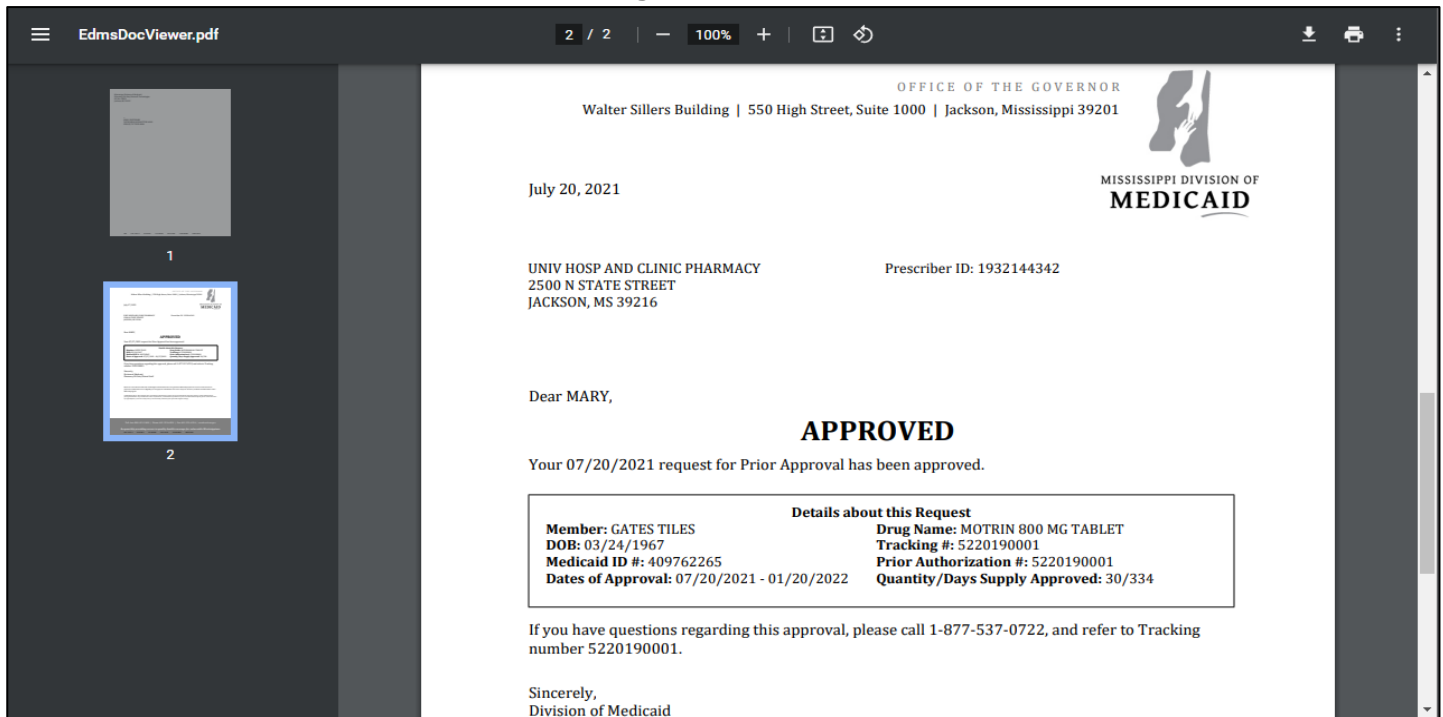 EdmsDocViewer.pdf
2 / 2 | — 100% + |
1
2
OFFICE OF THE GOVERNOR
Walter Sillers Building | 550 High Street, Suite 1000 | Jackson, Mississippi 39201
MISSISSIPPI DIVISION OF
MEDICAID
July 20, 2021
UNIV HOSP AND CLINIC PHARMACY Prescriber ID: 1932144342
2500 N STATE STREET
JACKSON, MS 39216
Dear MARY,
APPROVED
Your 07/20/2021 request for Prior Approval has been approved.
Details about this Request
Member: GATES TILES Drug Name: MOTRIN 800 MG TABLET
DOB: 03/24/1967 Tracking #: 5220190001
Medicaid ID #: 409762265 Prior Authorization #: 5220190001
Dates of Approval: 07/20/2021 - 01/20/2022 Quantity/Days Supply Approved: 30/334
If you have questions regarding this approval, please call 1-877-537-0722, and refer to Tracking
number 5220190001.
Sincerely,
Division of Medicaid